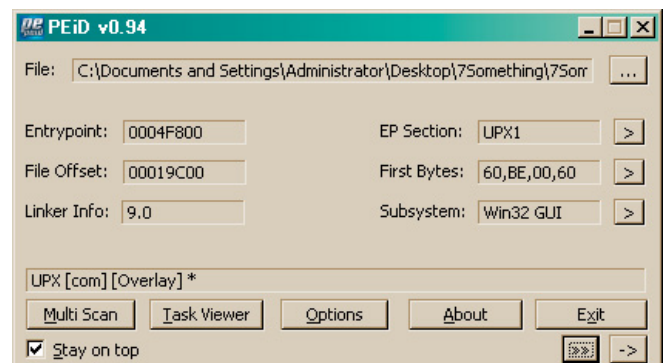 PEiD v0.94
File: C:\Documents and Settings\Administrator\Desktop\7Something\7Som ...
Entrypoint: 0004F800 EP Section: UPX1 >
File Offset: 00019C00 First Bytes: 60,BE,00,60 >
Linker Info: 9.0 Subsystem: Win32 GUI >
UPX [com] [Overlay] *
Multi Scan Task Viewer Options About Exit
Stay on top >> ->